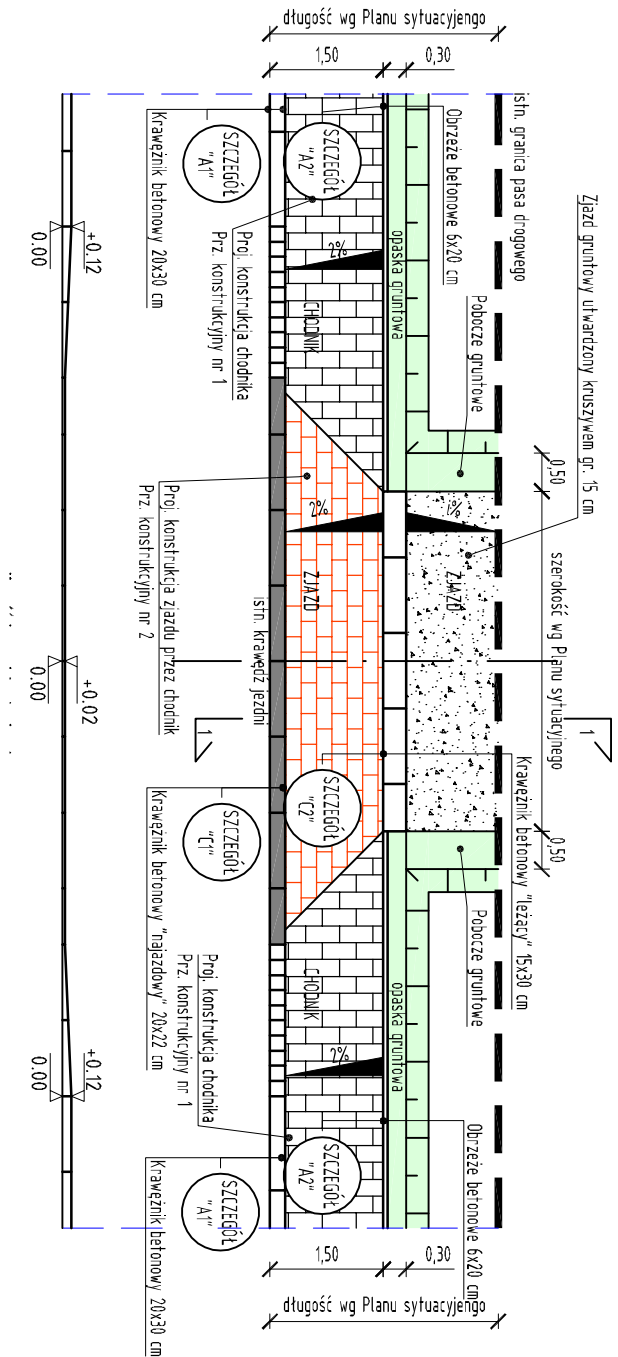 długość wg Planu sytuacyjengo
1,50
0,30
istn. granica pasa drogowego
Zjazd gruntowy utwardzony kruszywem gr. 15 cm
Obrzeże betonowe 6x20 cm
Pobocze gruntowe
opaska gruntowa
SZCZEGÓŁ
"A2"
SZCZEGÓŁ
"A1"
Krawężnik betonowy 20x30 cm
Proj. konstrukcja chodnika
Prz. konstrukcyjny nr 1
2%
CHODNIK
+0.12
0.00
0,50
szerokość wg Planu sytuacyjnego
0,50
2%
%
ZJAZD
ZJAZD
Proj. konstrukcja zjazdu przez chodnik
Prz. konstrukcyjny nr 2
istn. krawędź jezdni
+0.02
0.00
1
1
Krawężnik betonowy "leżący" 15x30 cm
SZCZEGÓŁ
"C2"
SZCZEGÓŁ
"C1"
Krawężnik betonowy "najazdowy" 20x22 cm
Pobocze gruntowe
opaska gruntowa
CHODNIK
2%
Proj. konstrukcja chodnika
Prz. konstrukcyjny nr 1
+0.12
0.00
Obrzeże betonowe 6x20 cm
SZCZEGÓŁ
"A2"
SZCZEGÓŁ
"A1"
Krawężnik betonowy 20x30 cm
1,50
0,30
długość wg Planu sytuacyjengo